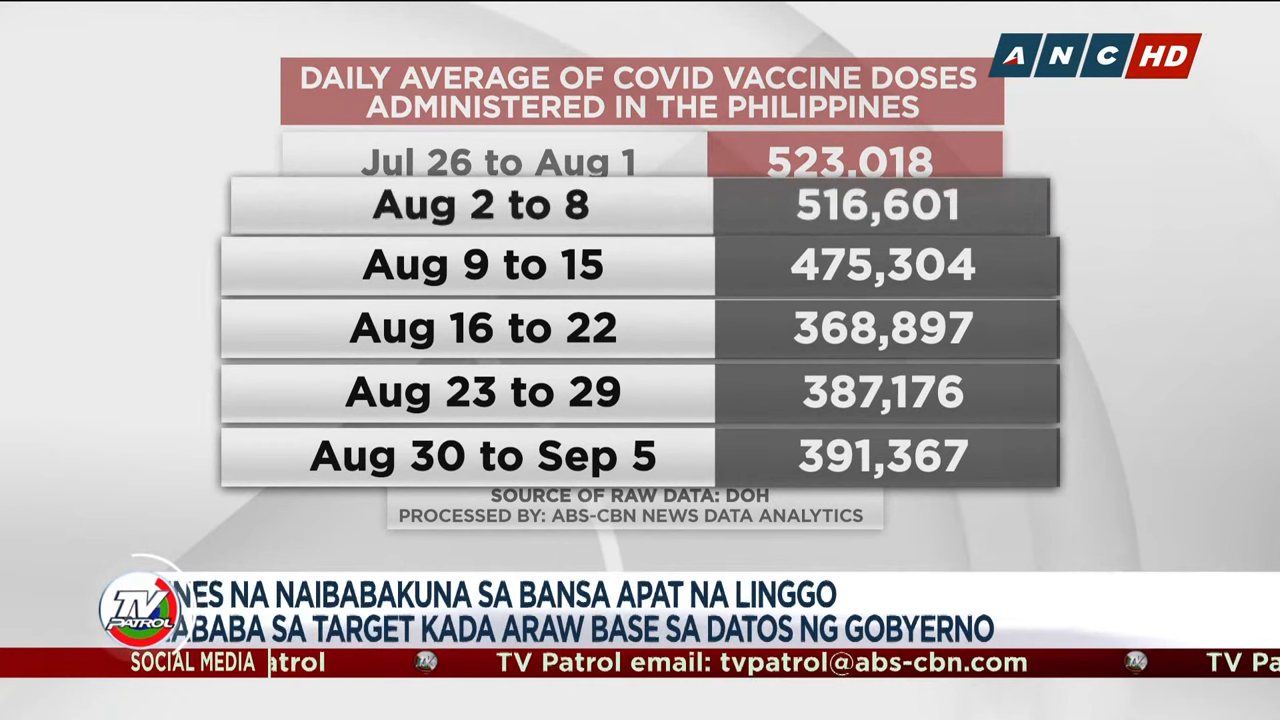 ANC HD
DAILY AVERAGE OF COVID VACCINE DOSES
ADMINISTERED IN THE PHILIPPINES
Jul 26 to Aug 1 523,018
Aug 2 to 8 516,601
Aug 9 to 15 475,304
Aug 16 to 22 368,897
Aug 23 to 29 387,176
Aug 30 to Sep 5 391,367
SOURCE OF RAW DATA: DOH
PROCESSED BY: ABS-CBN NEWS DATA ANALYTICS
TV PATROL
NA NAIBABAKUNA SA BANSA APAT NA LINGGO
SA TARGET KADA ARAW BASE SA DATOS NG GOBYERNO
SOCIAL MEDIA TV Patrol email: tvpatrol@abs-cbn.com TV